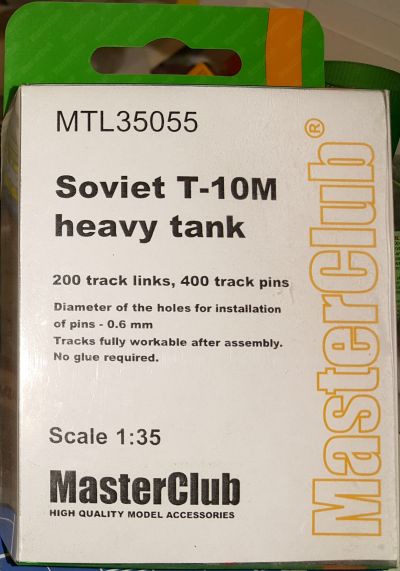 MTL35055
Soviet T-10M
heavy tank
200 track links, 400 track pins
Diameter of the holes for installation
of pins - 0.6 mm
Tracks fully workable after assembly.
No glue required.
Scale 1:35
MasterClub
HIGH QUALITY MODEL ACCESSORIES
MasterClub®